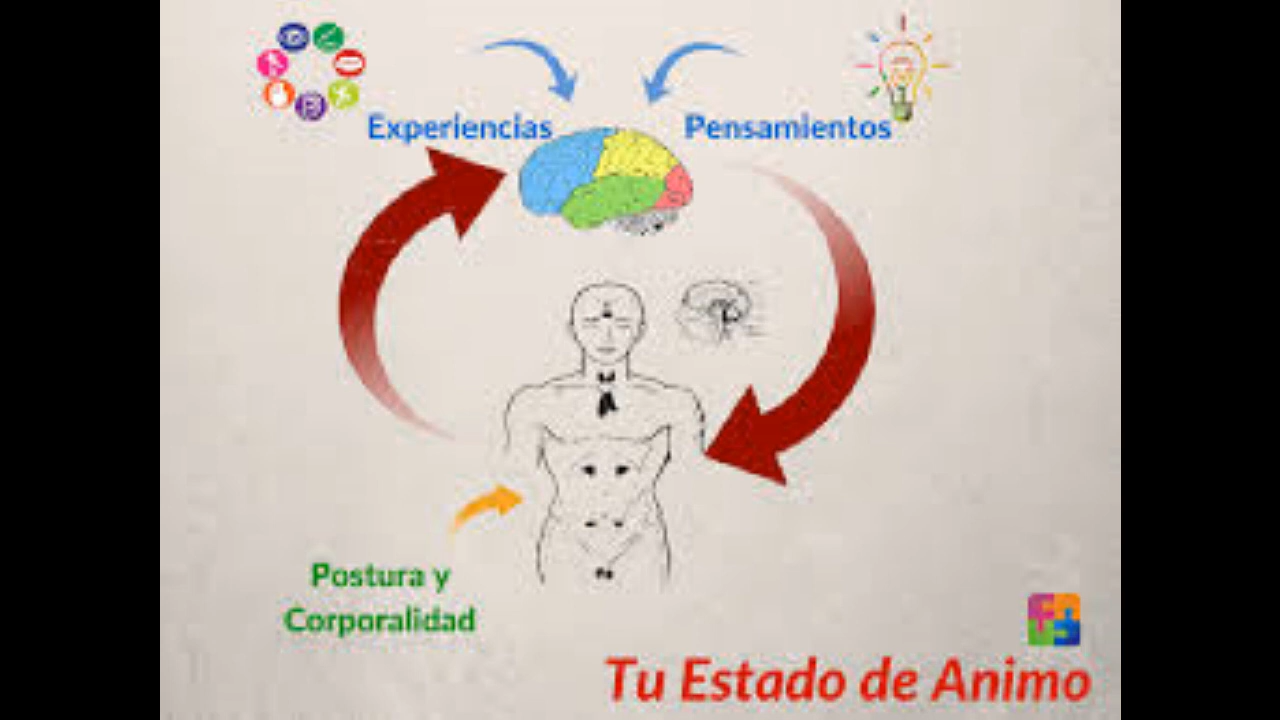 Experiencias
Pensamientos
Postura y
Corporalidad
Tu Estado de Animo